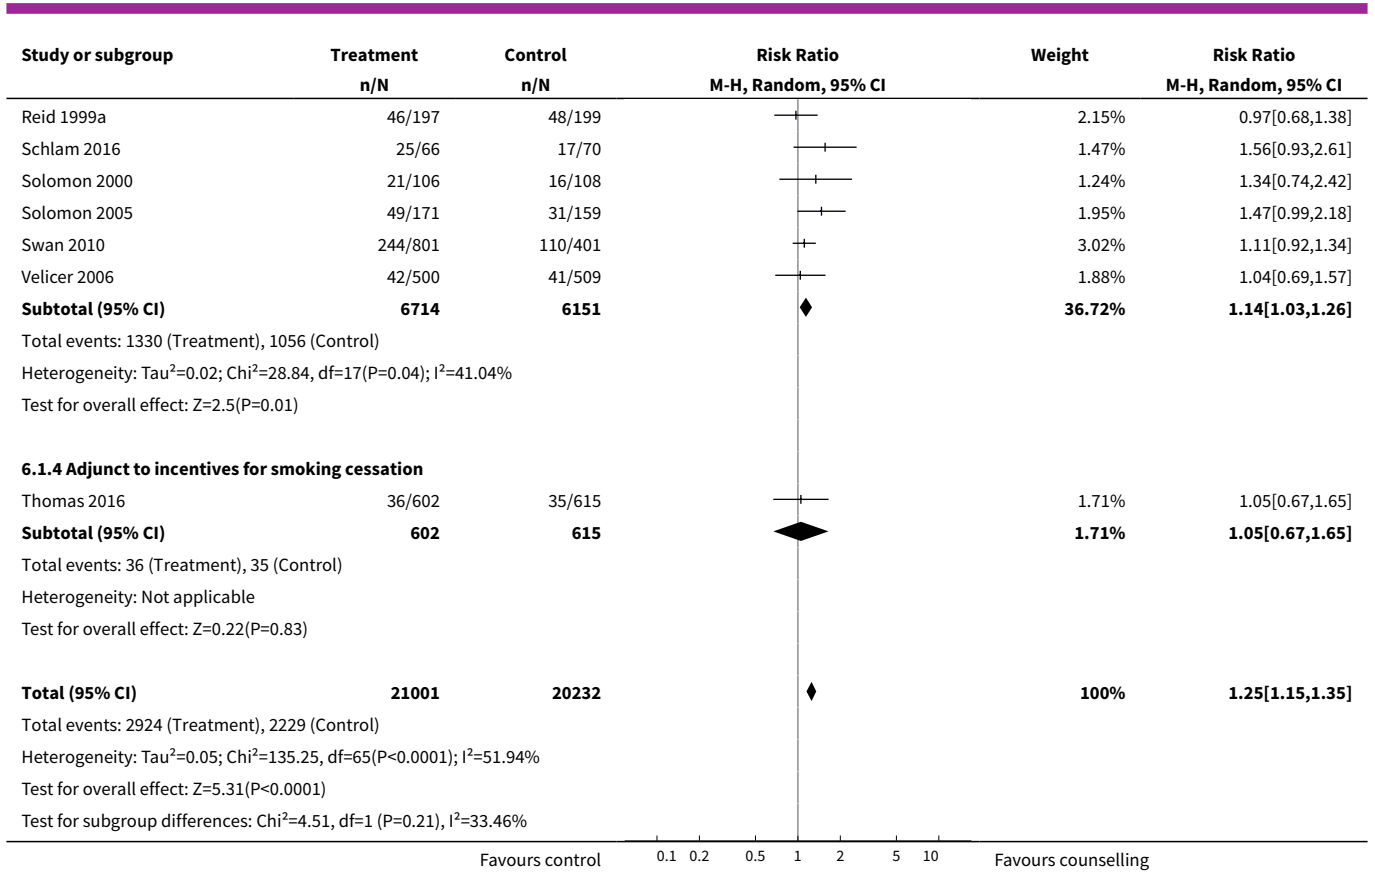 Study or subgroup Treatment Control Risk Ratio Weight Risk Ratio
n/N n/N M-H, Random, 95% CI M-H, Random, 95% CI
Reid 1999a 46/197 48/199 2.15% 0.97[0.68,1.38]
Schlam 2016 25/66 17/70 1.47% 1.56[0.93,2.61]
Solomon 2000 21/106 16/108 1.24% 1.34[0.74,2.42]
Solomon 2005 49/171 31/159 1.95% 1.47[0.99,2.18]
Swan 2010 244/801 110/401 3.02% 1.11[0.92,1.34]
Velicer 2006 42/500 41/509 1.88% 1.04[0.69,1.57]
Subtotal (95% CI) 6714 6151 36.72% 1.14[1.03,1.26]
Total events: 1330 (Treatment), 1056 (Control)
Heterogeneity: Tau²=0.02; Chi²=28.84, df=17(P=0.04); I²=41.04%
Test for overall effect: Z=2.5(P=0.01)
6.1.4 Adjunct to incentives for smoking cessation
Thomas 2016 36/602 35/615 1.71% 1.05[0.67,1.65]
Subtotal (95% CI) 602 615 1.71% 1.05[0.67,1.65]
Total events: 36 (Treatment), 35 (Control)
Heterogeneity: Not applicable
Test for overall effect: Z=0.22(P=0.83)
Total (95% CI) 21001 20232 100% 1.25[1.15,1.35]
Total events: 2924 (Treatment), 2229 (Control)
Heterogeneity: Tau²=0.05; Chi²=135.25, df=65(P<0.0001); I²=51.94%
Test for overall effect: Z=5.31(P<0.0001)
Test for subgroup differences: Chi²=4.51, df=1 (P=0.21), I²=33.46%
Favours control 0.1 0.2 0.5 1 2 5 10 Favours counselling